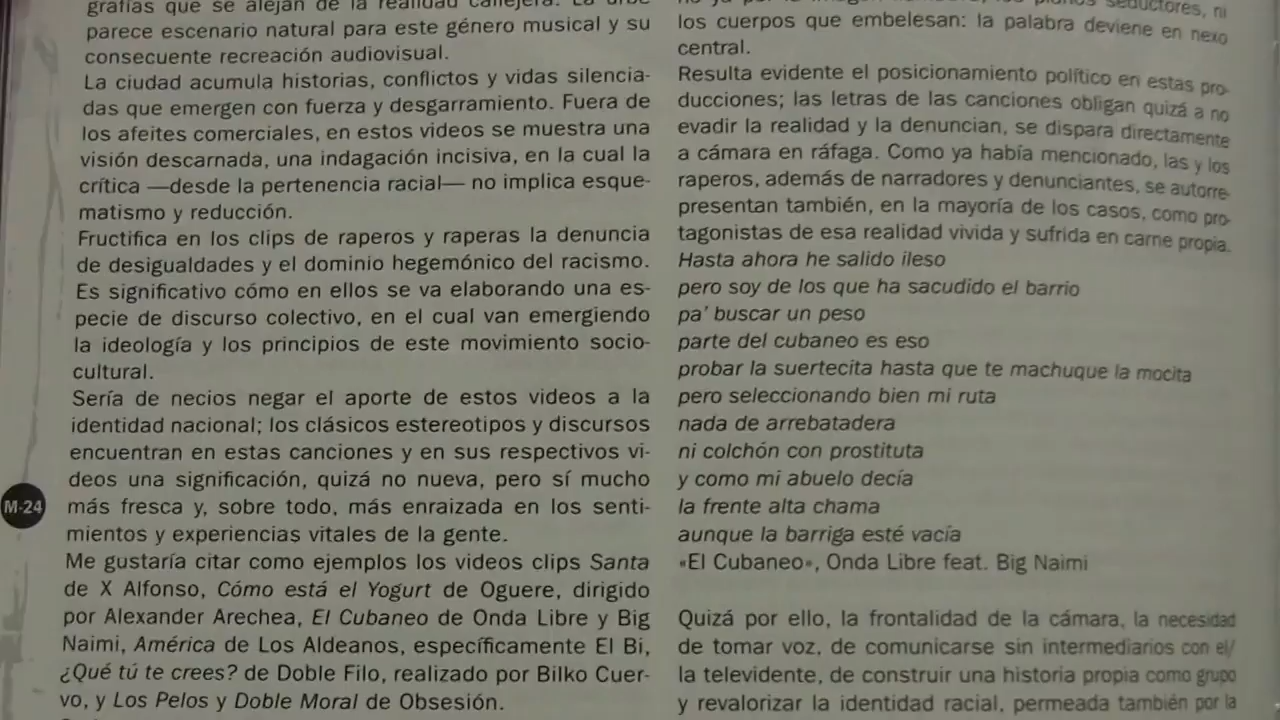 grafías que se alejan de la realidad callejera. La urbe
parece escenario natural para este género musical y su
consecuente recreación audiovisual.
La ciudad acumula historias, conflictos y vidas silencia-
das que emergen con fuerza y desgarramiento. Fuera de
los afeites comerciales, en estos videos se muestra una
visión descarnada, una indagación incisiva, en la cual la
crítica —desde la pertenencia racial— no implica esque-
matismo y reducción.
Fructifica en los clips de raperos y raperas la denuncia
de desigualdades y el dominio hegemónico del racismo.
Es significativo cómo en ellos se va elaborando una es-
pecie de discurso colectivo, en el cual van emergiendo
la ideología y los principios de este movimiento socio-
cultural.
Sería de necios negar el aporte de estos videos a la
identidad nacional; los clásicos estereotipos y discursos
encuentran en estas canciones y en sus respectivos vi-
deos una significación, quizá no nueva, pero sí mucho
más fresca y, sobre todo, más enraizada en los senti-
mientos y experiencias vitales de la gente.
Me gustaría citar como ejemplos los videos clips Santa
de X Alfonso, Cómo está el Yogurt de Oguere, dirigido
por Alexander Arechea, El Cubaneo de Onda Libre y Big
Naimi, América de Los Aldeanos, específicamente El Bi,
¿Qué tú te crees? de Doble Filo, realizado por Bilko Cuer-
vo, y Los Pelos y Doble Moral de Obsesión.
M-24
seductores, ni
los cuerpos que embelesan: la palabra deviene en nexo
central.
Resulta evidente el posicionamiento político en estas pro-
ducciones; las letras de las canciones obligan quizá a no
evadir la realidad y la denuncian, se dispara directamente
a cámara en ráfaga. Como ya había mencionado, las y los
raperos, además de narradores y denunciantes, se autorre-
presentan también, en la mayoría de los casos, como pro-
tagonistas de esa realidad vivida y sufrida en carne propia.
Hasta ahora he salido ileso
pero soy de los que ha sacudido el barrio
pa' buscar un peso
parte del cubaneo es eso
probar la suertecita hasta que te machuque la mocita
pero seleccionando bien mi ruta
nada de arrebatadera
ni colchón con prostituta
y como mi abuelo decía
la frente alta chama
aunque la barriga esté vacía
«El Cubaneo», Onda Libre feat. Big Naimi
Quizá por ello, la frontalidad de la cámara, la necesidad
de tomar voz, de comunicarse sin intermediarios con el/
la televidente, de construir una historia propia como grupo
y revalorizar la identidad racial, permeada también por la